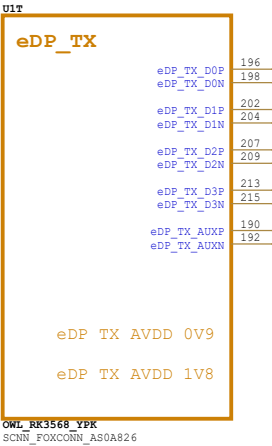 U1T
eDP_TX
eDP_TX_D0P 196
eDP_TX_D0N 198
eDP_TX_D1P 202
eDP_TX_D1N 204
eDP_TX_D2P 207
eDP_TX_D2N 209
eDP_TX_D3P 213
eDP_TX_D3N 215
eDP_TX_AUXP 190
eDP_TX_AUXN 192
eDP TX AVDD 0V9
eDP TX AVDD 1V8
OWL_RK3568_YPK
SCNN_FOXCONN_AS0A826